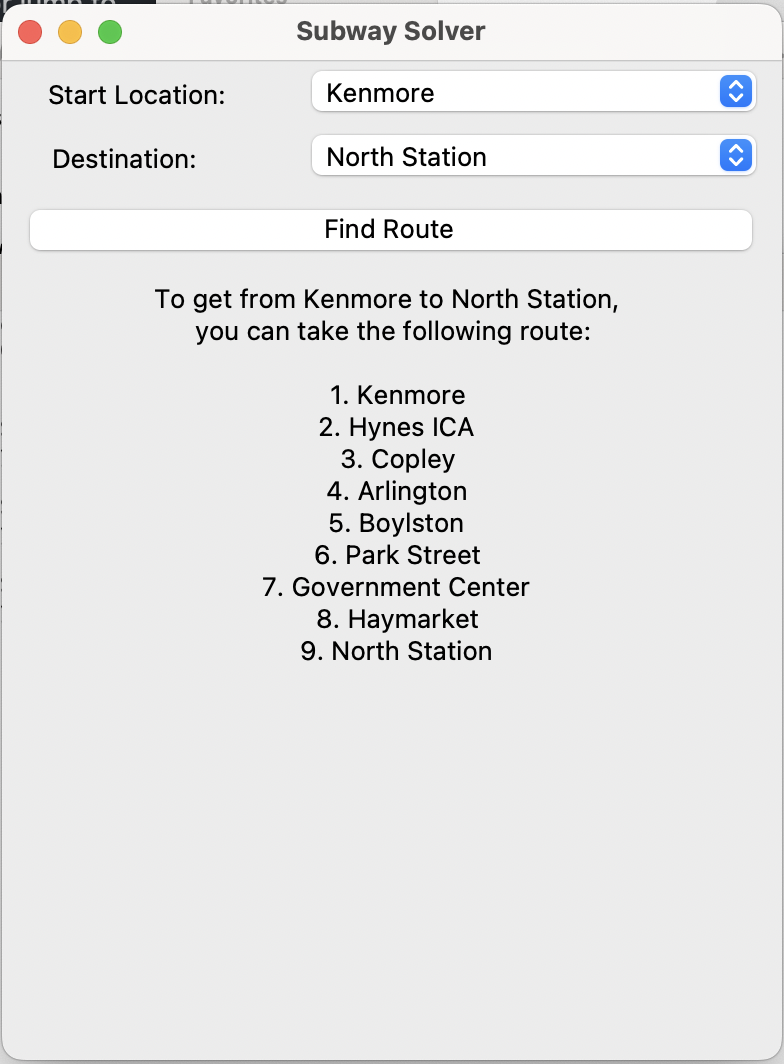 Subway Solver
Start Location: Kenmore
Destination: North Station
Find Route
To get from Kenmore to North Station,
you can take the following route:
1. Kenmore
2. Hynes ICA
3. Copley
4. Arlington
5. Boylston
6. Park Street
7. Government Center
8. Haymarket
9. North Station